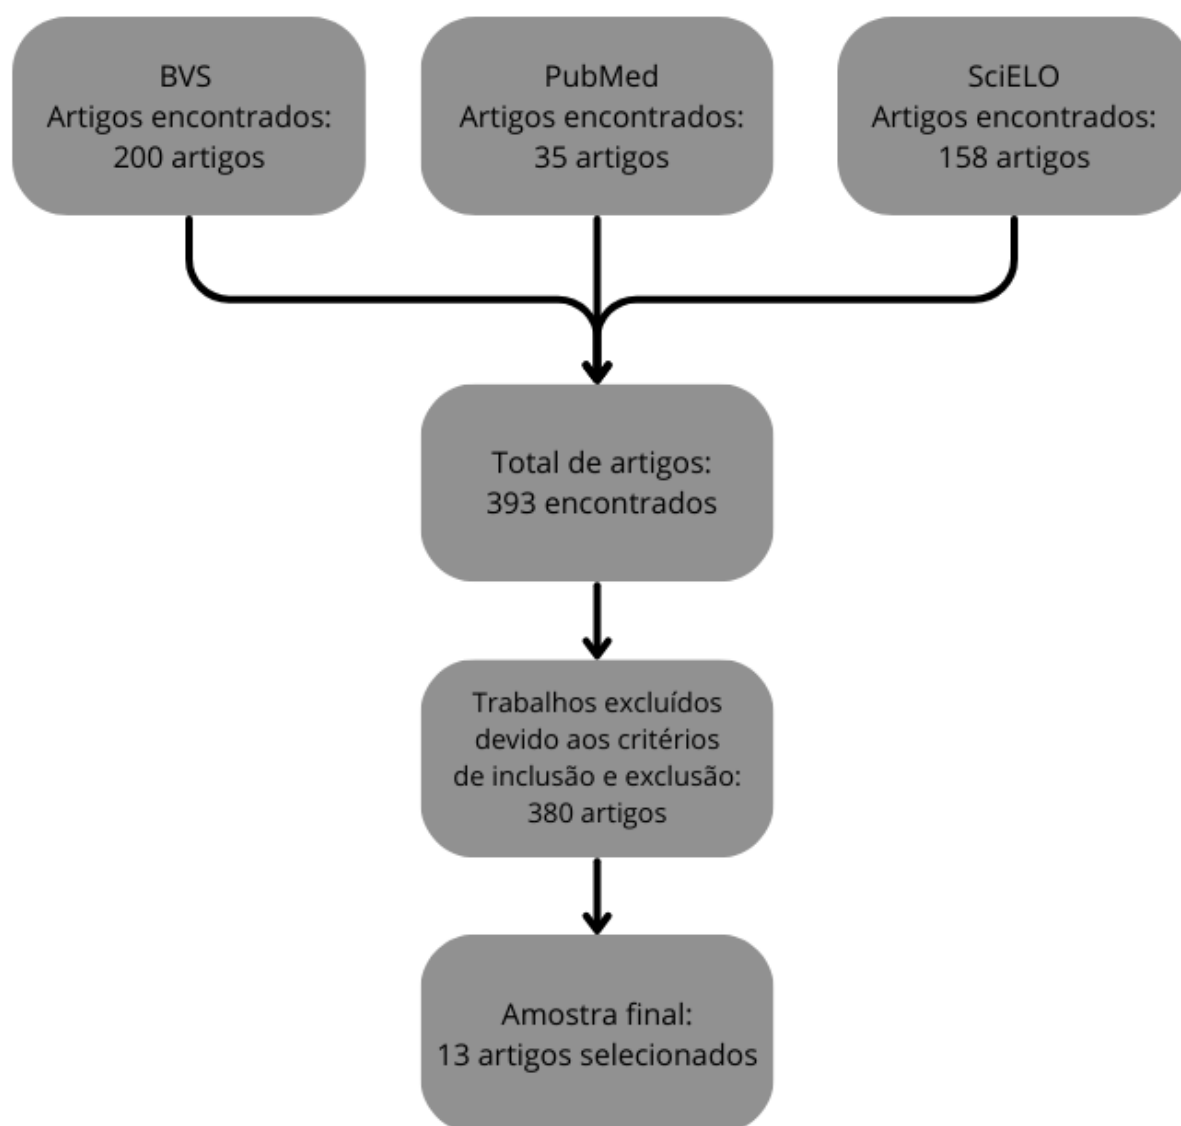 BVS
Artigos encontrados:
200 artigos
PubMed
Artigos encontrados:
35 artigos
SciELO
Artigos encontrados:
158 artigos
Total de artigos:
393 encontrados
Trabalhos excluídos
devido aos critérios
de inclusão e exclusão:
380 artigos
Amostra final:
13 artigos selecionados